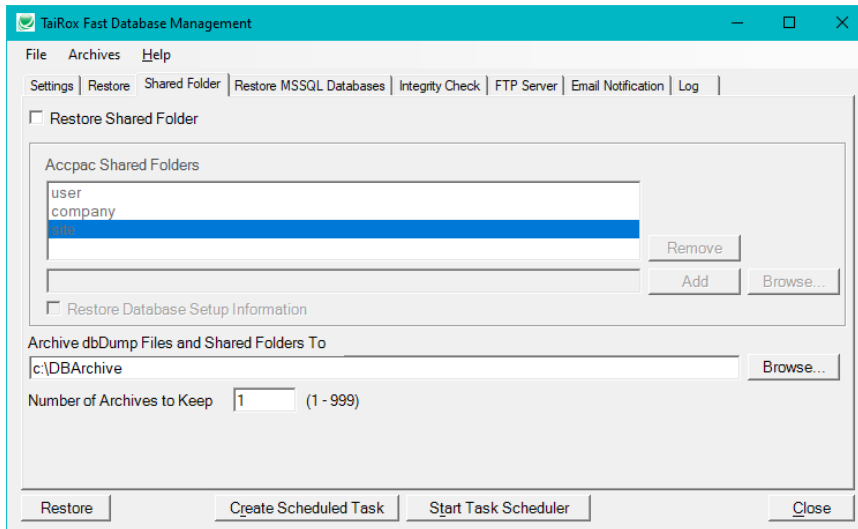 TaiRox Fast Database Management
File Archives Help
Settings Restore Shared Folder Restore MSSQL Databases Integrity Check FTP Server Email Notification Log
Restore Shared Folder
Accpac Shared Folders
user
company
site
Remove
Add Browse...
Restore Database Setup Information
Archive dbDump Files and Shared Folders To
c:\DBArchive Browse...
Number of Archives to Keep 1 (1 - 999)
Restore Create Scheduled Task Start Task Scheduler Close